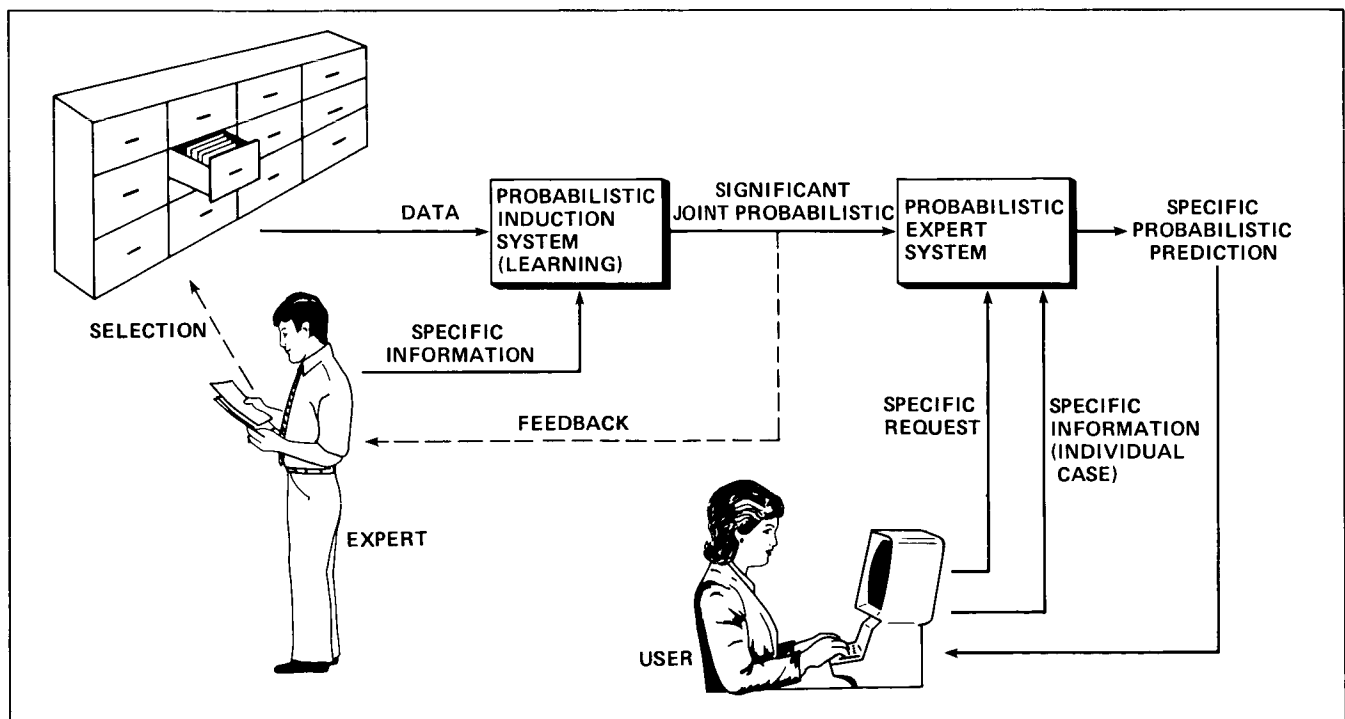 DATA
PROBABILISTIC
INDUCTION
SYSTEM
(LEARNING)
SIGNIFICANT
JOINT PROBABILISTIC
PROBABILISTIC
EXPERT
SYSTEM
SPECIFIC
PROBABILISTIC
PREDICTION
SELECTION
SPECIFIC
INFORMATION
FEEDBACK
SPECIFIC
REQUEST
SPECIFIC
INFORMATION
(INDIVIDUAL
CASE)
EXPERT
USER